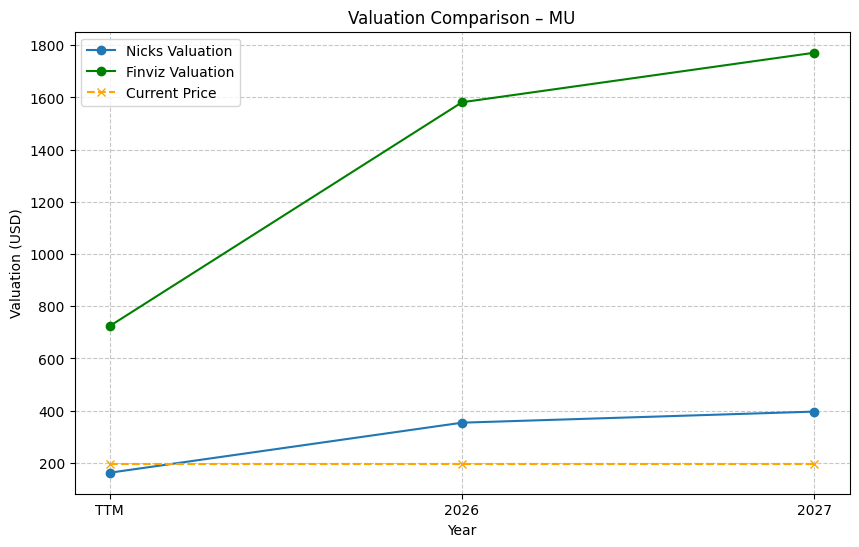 Valuation Comparison – MU
Nicks Valuation
Finviz Valuation
Current Price
Valuation (USD)
1800
1600
1400
1200
1000
800
600
400
200
TTM
2026
2027
Year